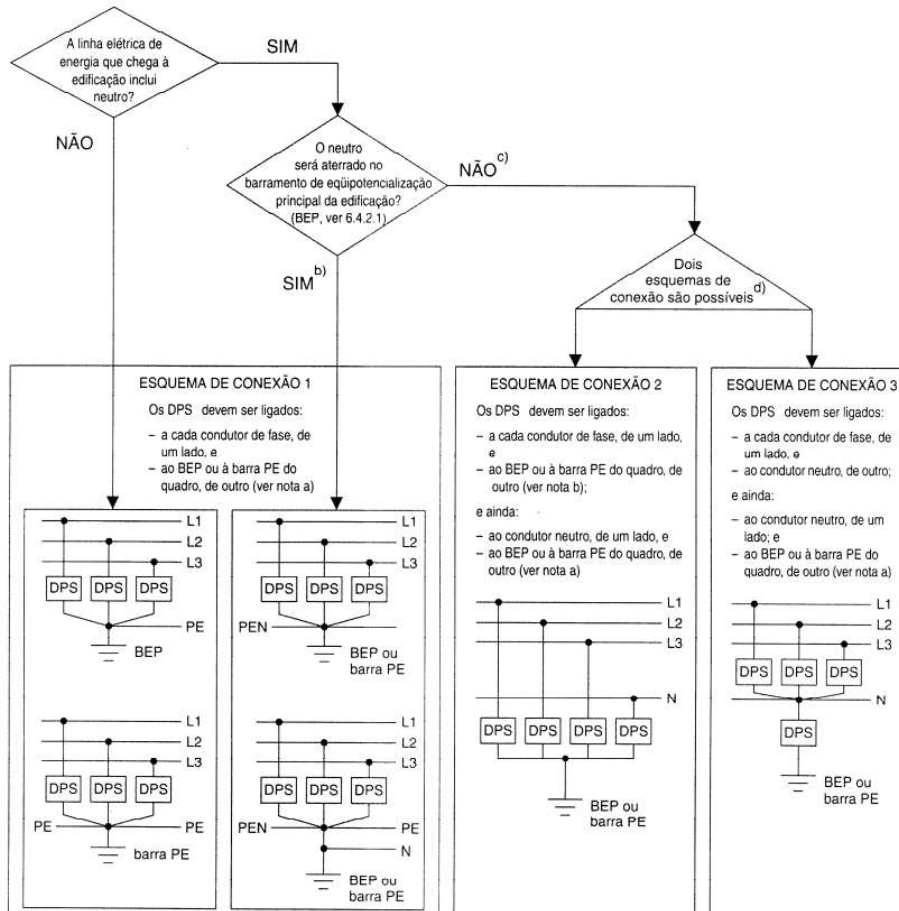 A linha elétrica de
energia que chega à
edificação inclui
neutro?
SIM
NÃO
O neutro
será aterrado no
barramento de eqüipotencialização
principal da edificação?
(BEP, ver 6.4.2.1)
NÃO c)
SIM b)
Dois
esquemas de
conexão são possíveis d)
ESQUEMA DE CONEXÃO 1
Os DPS devem ser ligados:
– a cada condutor de fase, de
um lado, e
– ao BEP ou à barra PE do
quadro, de outro (ver nota a)
L1
L2
L3
DPS DPS DPS
PE
BEP
L1
L2
L3
DPS DPS DPS
PE PE
barra PE
L1
L2
L3
DPS DPS DPS
PEN
BEP ou
barra PE
L1
L2
L3
DPS DPS DPS
PEN PE
N
BEP ou
barra PE
ESQUEMA DE CONEXÃO 2
Os DPS devem ser ligados:
– a cada condutor de fase, de um lado,
e
– ao BEP ou à barra PE do quadro, de
outro (ver nota b);
e ainda:
– ao condutor neutro, de um lado, e
– ao BEP ou à barra PE do quadro, de
outro (ver nota a)
L1
L2
L3
N
DPS DPS DPS DPS
BEP ou
barra PE
ESQUEMA DE CONEXÃO 3
Os DPS devem ser ligados:
– a cada condutor de fase, de
um lado, e
– ao condutor neutro, de outro;
e ainda:
– ao condutor neutro, de um
lado; e
– ao BEP ou à barra PE do
quadro, de outro (ver nota a)
L1
L2
L3
DPS DPS DPS
N
DPS
BEP ou
barra PE